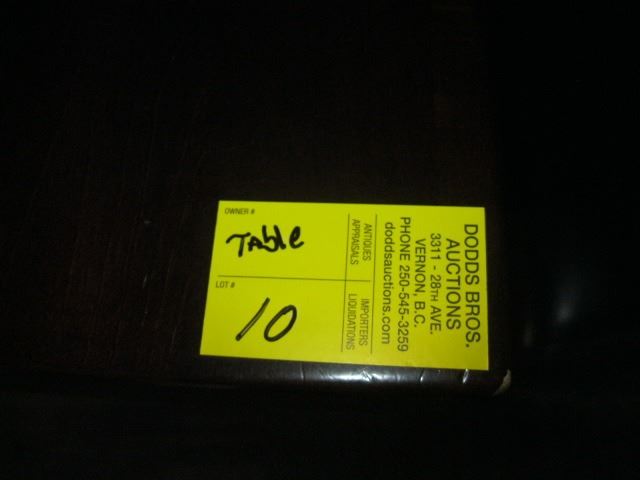 DODDS BROS.
AUCTIONS
3311 - 28TH AVE.
VERNON, B.C.
PHONE 250-545-3259
doddsauctions.com
ANTIQUES IMPORTERS
APPRAISALS LIQUIDATIONS
OWNER #
TABle
LOT #
10